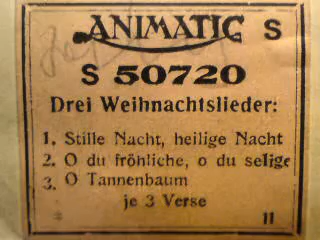 ANIMATIC S
S 50720
Drei Weihnachtslieder:
1. Stille Nacht, heilige Nacht
2. O du fröhliche, o du selige
3. O Tannenbaum
je 3 Verse
* 11